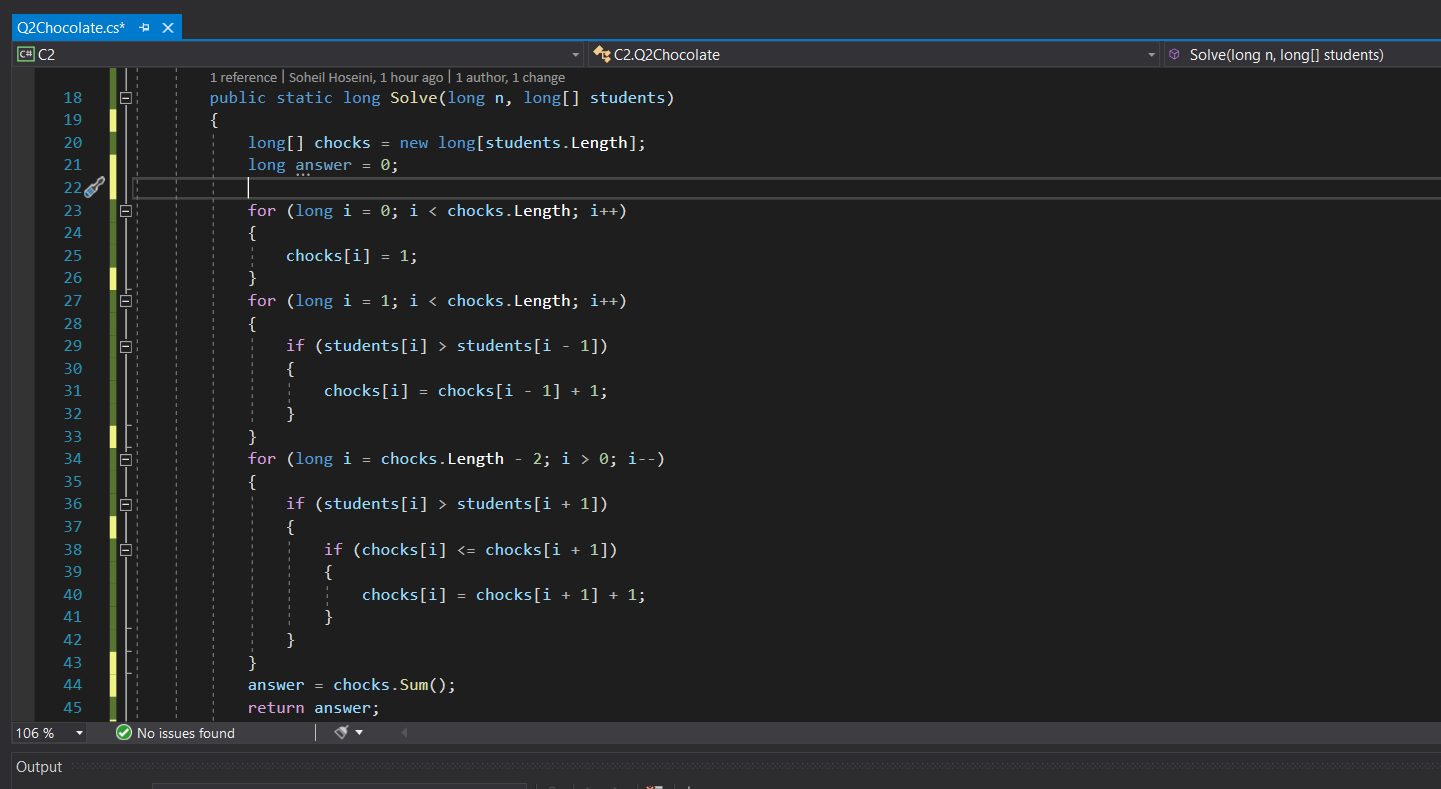 Q2Chocolate.cs*
C# C2 C2.Q2Chocolate Solve(long n, long[] students)
1 reference | Soheil Hoseini, 1 hour ago | 1 author, 1 change
18 public static long Solve(long n, long[] students)
19 {
20 long[] chocks = new long[students.Length];
21 long answer = 0;
22
23 for (long i = 0; i < chocks.Length; i++)
24 {
25 chocks[i] = 1;
26 }
27 for (long i = 1; i < chocks.Length; i++)
28 {
29 if (students[i] > students[i - 1])
30 {
31 chocks[i] = chocks[i - 1] + 1;
32 }
33 }
34 for (long i = chocks.Length - 2; i > 0; i--)
35 {
36 if (students[i] > students[i + 1])
37 {
38 if (chocks[i] <= chocks[i + 1])
39 {
40 chocks[i] = chocks[i + 1] + 1;
41 }
42 }
43 }
44 answer = chocks.Sum();
45 return answer;
106 % No issues found
Output